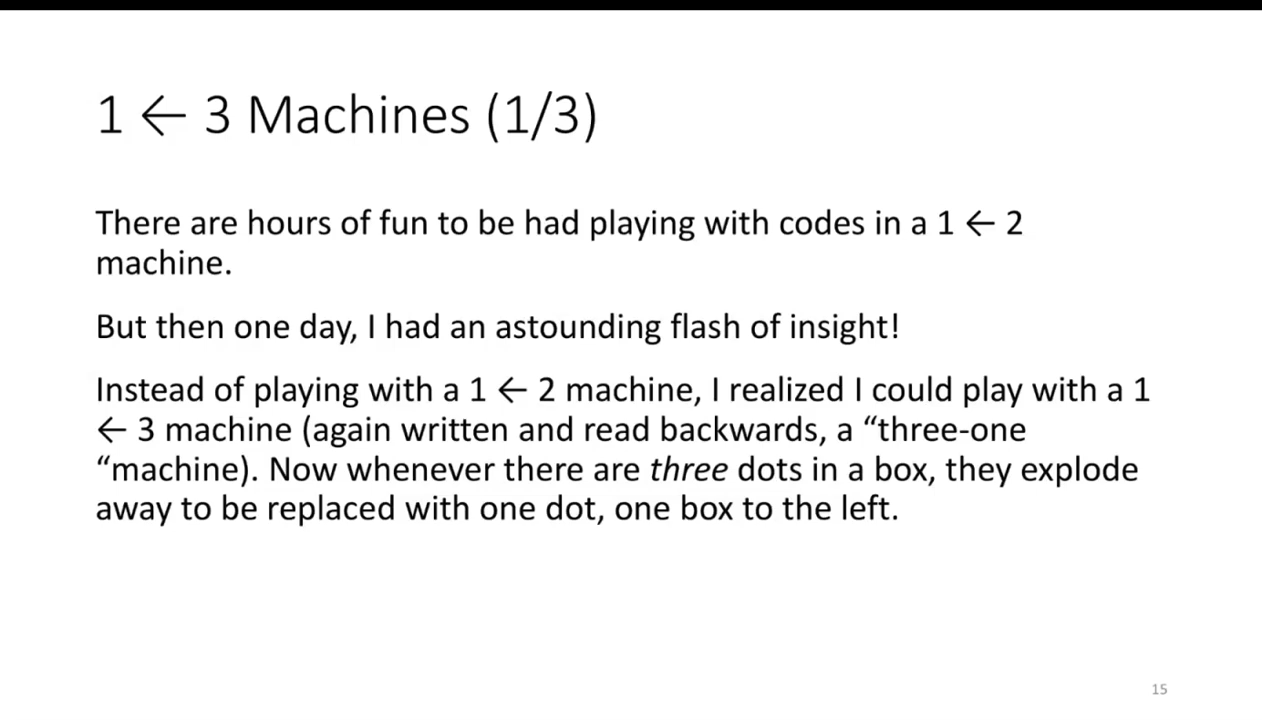 1 ← 3 Machines (1/3)
There are hours of fun to be had playing with codes in a 1 ← 2
machine.
But then one day, I had an astounding flash of insight!
Instead of playing with a 1 ← 2 machine, I realized I could play with a 1
← 3 machine (again written and read backwards, a “three-one
“machine). Now whenever there are three dots in a box, they explode
away to be replaced with one dot, one box to the left.
15